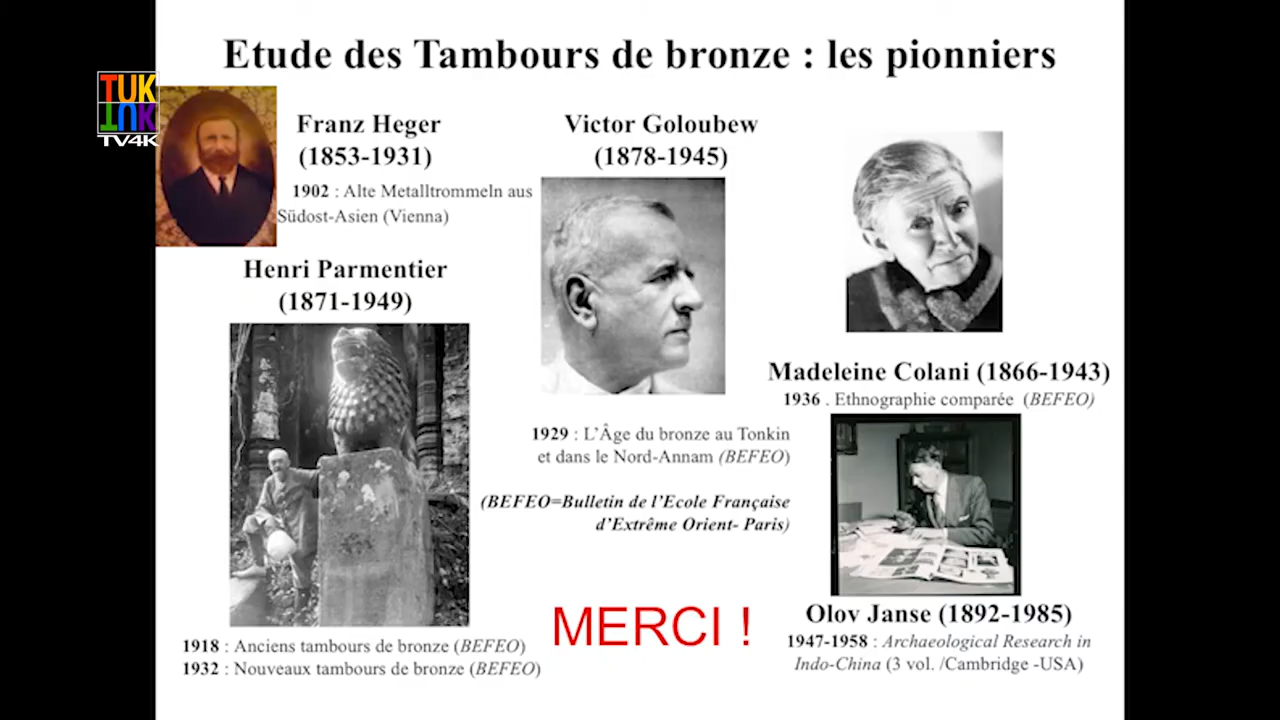 Etude des Tambours de bronze : les pionniers
TUK
TUK
TV4K
Franz Heger
(1853-1931)
1902 : Alte Metalltrommeln aus
Südost-Asien (Vienna)
Henri Parmentier
(1871-1949)
1918 : Anciens tambours de bronze (BEFEO)
1932 : Nouveaux tambours de bronze (BEFEO)
Victor Goloubew
(1878-1945)
1929 : L’Âge du bronze au Tonkin
et dans le Nord-Annam (BEFEO)
(BEFEO=Bulletin de l’Ecole Française
d’Extrême Orient- Paris)
MERCI !
Madeleine Colani (1866-1943)
1936 . Ethnographie comparée (BEFEO)
Olov Janse (1892-1985)
1947-1958 : Archaeological Research in
Indo-China (3 vol. /Cambridge -USA)